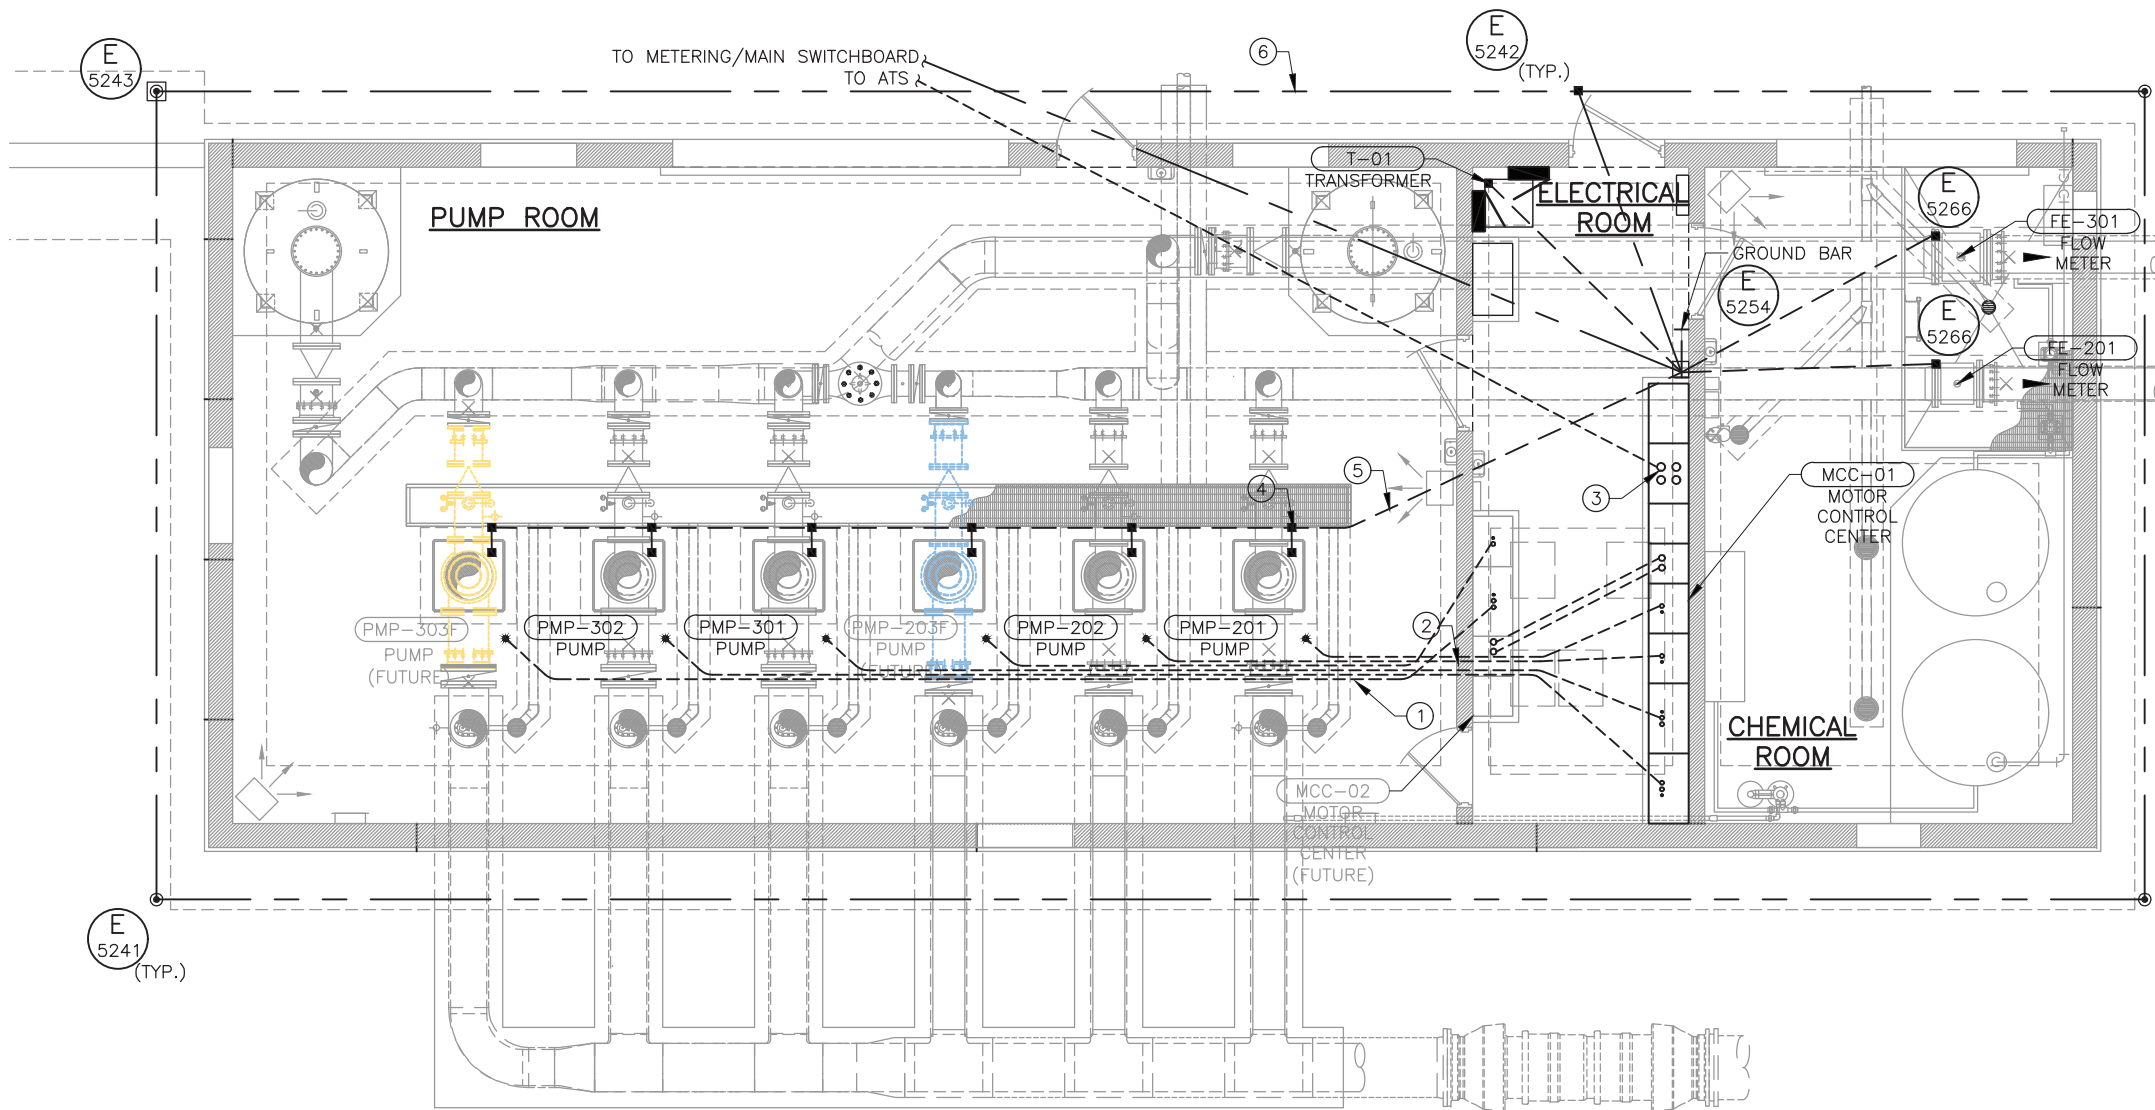 E
5243
TO METERING/MAIN SWITCHBOARD
TO ATS
6
E
5242
(TYP.)
T-01
TRANSFORMER
PUMP ROOM
ELECTRICAL
ROOM
E
5266
FE-301
FLOW
METER
GROUND BAR
E
5254
E
5266
FE-201
FLOW
METER
5
4
3
MCC-01
MOTOR
CONTROL
CENTER
PMP-303F
PUMP
(FUTURE)
PMP-302
PUMP
PMP-301
PUMP
PMP-203F
PUMP
(FUTURE)
PMP-202
PUMP
PMP-201
PUMP
2
1
CHEMICAL
ROOM
MCC-02
MOTOR
CONTROL
CENTER
(FUTURE)
E
5241
(TYP.)